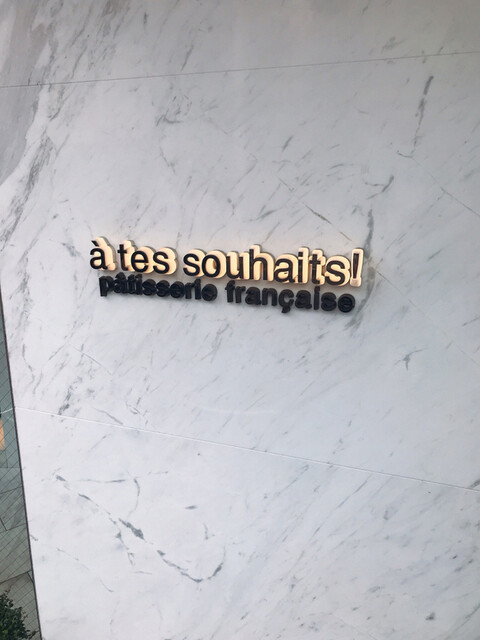 à tes souhaits!
pâtisserie française